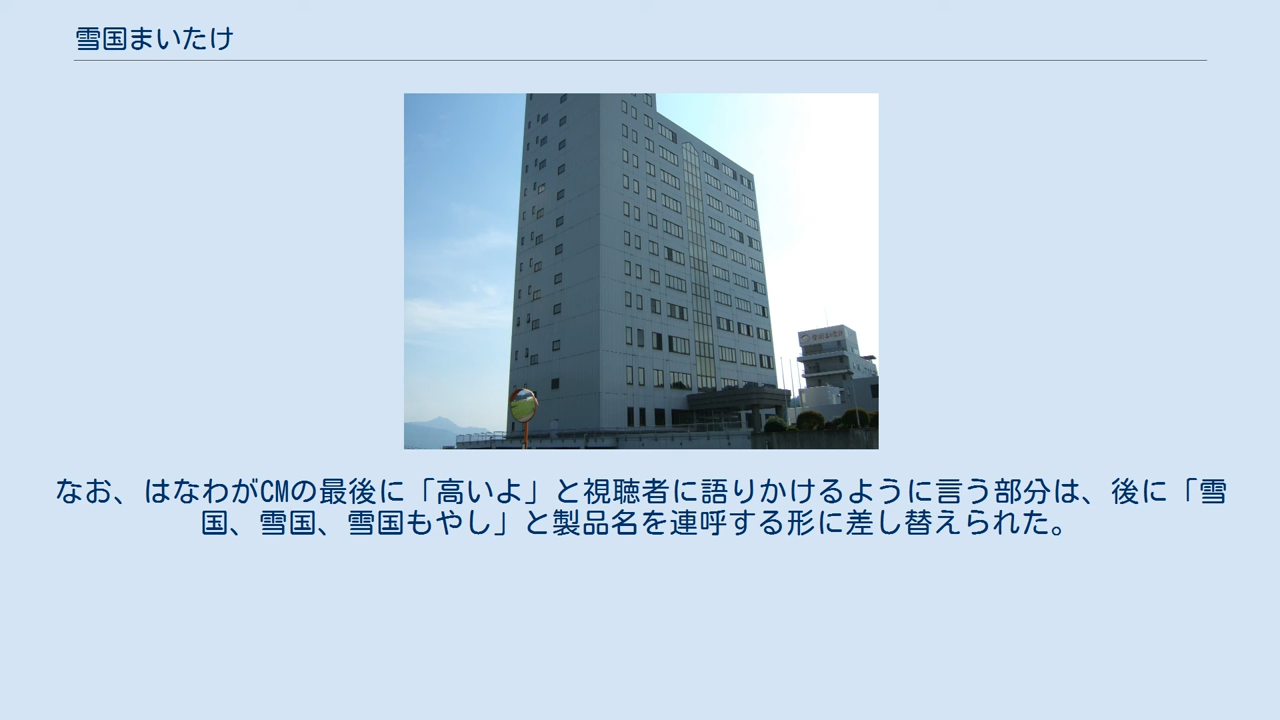 雪国まいたけ
なお、はなわがCMの最後に「高いよ」と視聴者に語りかけるように言う部分は、後に「雪
国、雪国、雪国もやし」と製品名を連呼する形に差し替えられた。